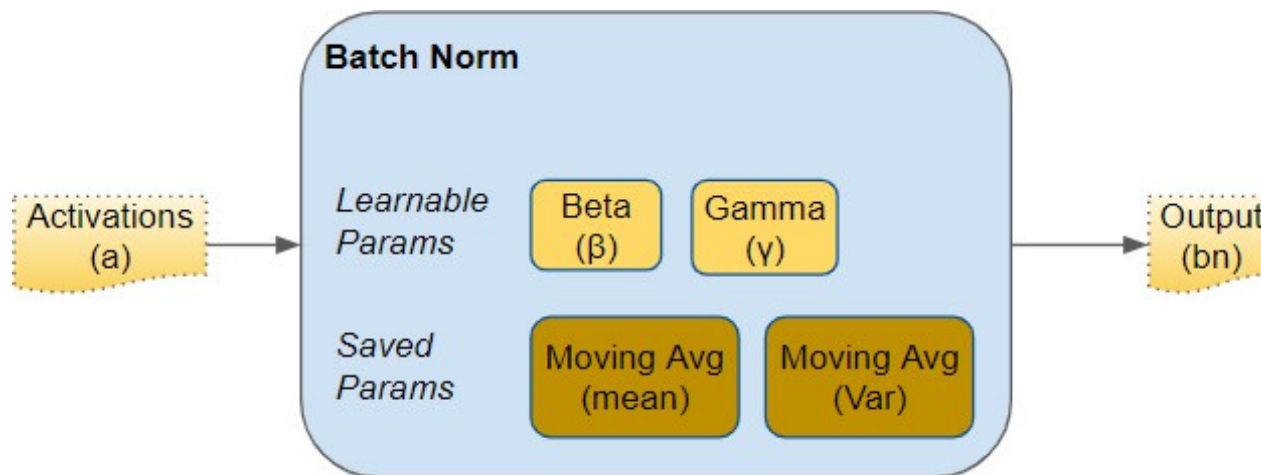 Batch Norm
Activations
(a)
Learnable
Params
Beta
(β)
Gamma
(γ)
Output
(bn)
Saved
Params
Moving Avg
(mean)
Moving Avg
(Var)